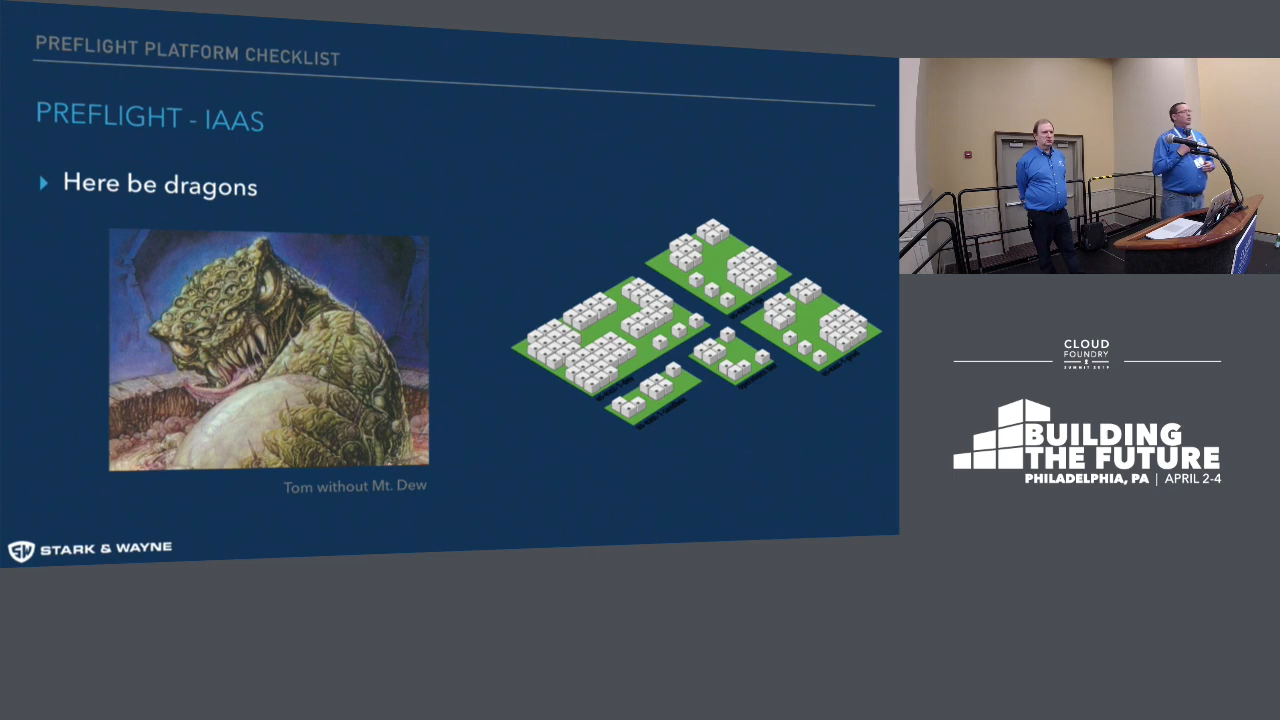 PREFLIGHT PLATFORM CHECKLIST
PREFLIGHT - IAAS
Here be dragons
Tom without Mt. Dew
SW STARK & WAYNE
CLOUD
FOUNDRY
SUMMIT 2019
BUILDING
THE FUTURE
PHILADELPHIA, PA | APRIL 2-4